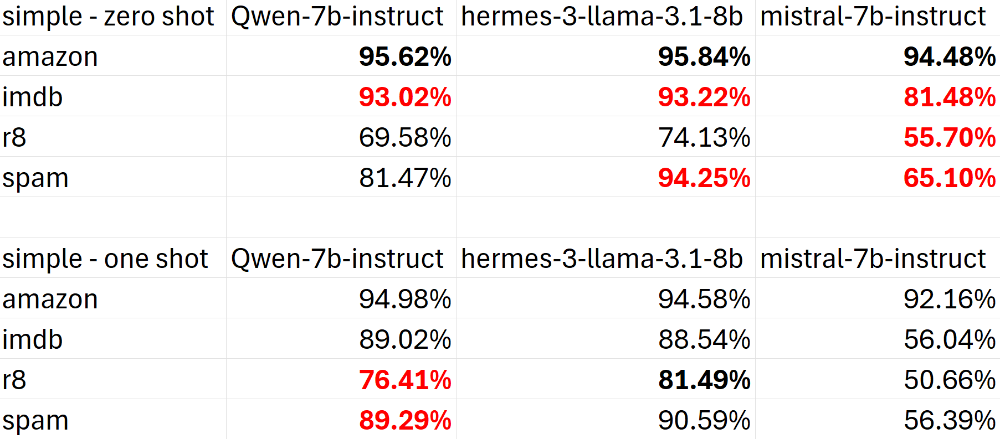 simple - zero shot Qwen-7b-instruct hermes-3-llama-3.1-8b mistral-7b-instruct
amazon 95.62% 95.84% 94.48%
imdb 93.02% 93.22% 81.48%
r8 69.58% 74.13% 55.70%
spam 81.47% 94.25% 65.10%
simple - one shot Qwen-7b-instruct hermes-3-llama-3.1-8b mistral-7b-instruct
amazon 94.98% 94.58% 92.16%
imdb 89.02% 88.54% 56.04%
r8 76.41% 81.49% 50.66%
spam 89.29% 90.59% 56.39%